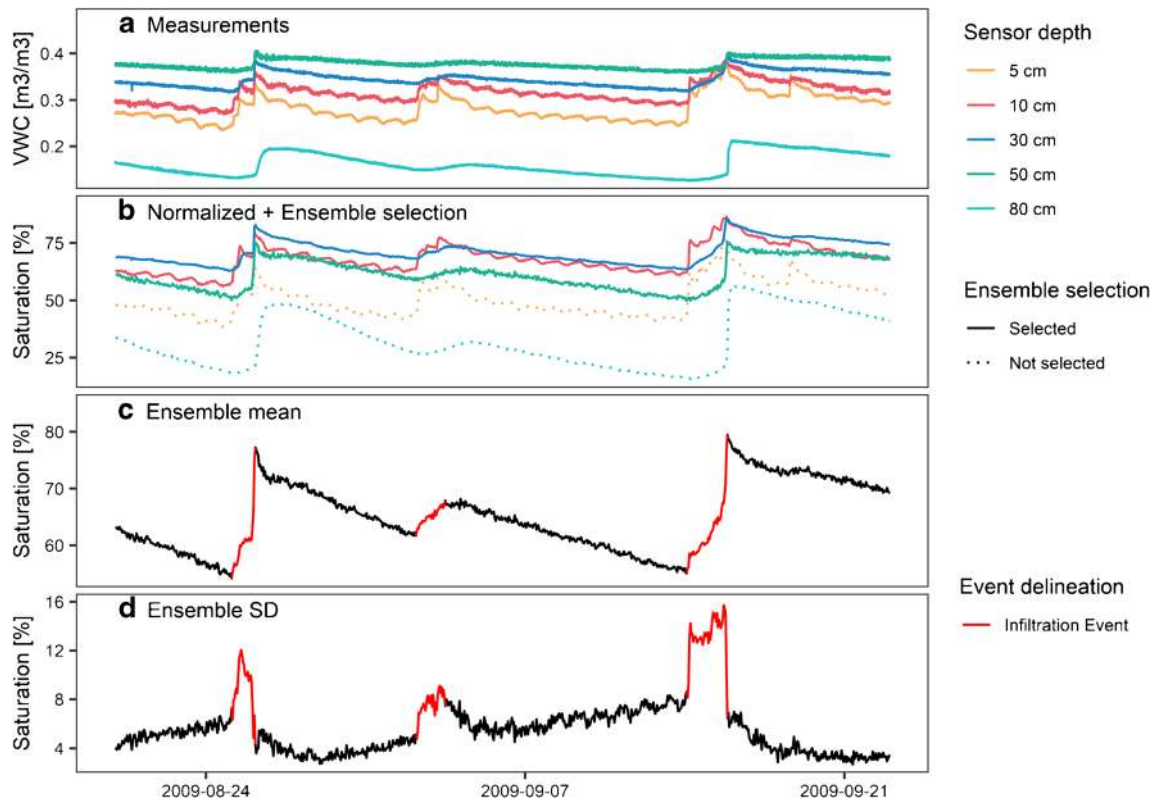 a Measurements
VWC [m3/m3]
0.4
0.3
0.2
b Normalized + Ensemble selection
Saturation [%]
75
50
25
c Ensemble mean
Saturation [%]
80
70
60
d Ensemble SD
Saturation [%]
16
12
8
4
2009-08-24
2009-09-07
2009-09-21
Sensor depth
5 cm
10 cm
30 cm
50 cm
80 cm
Ensemble selection
Selected
Not selected
Event delineation
Infiltration Event